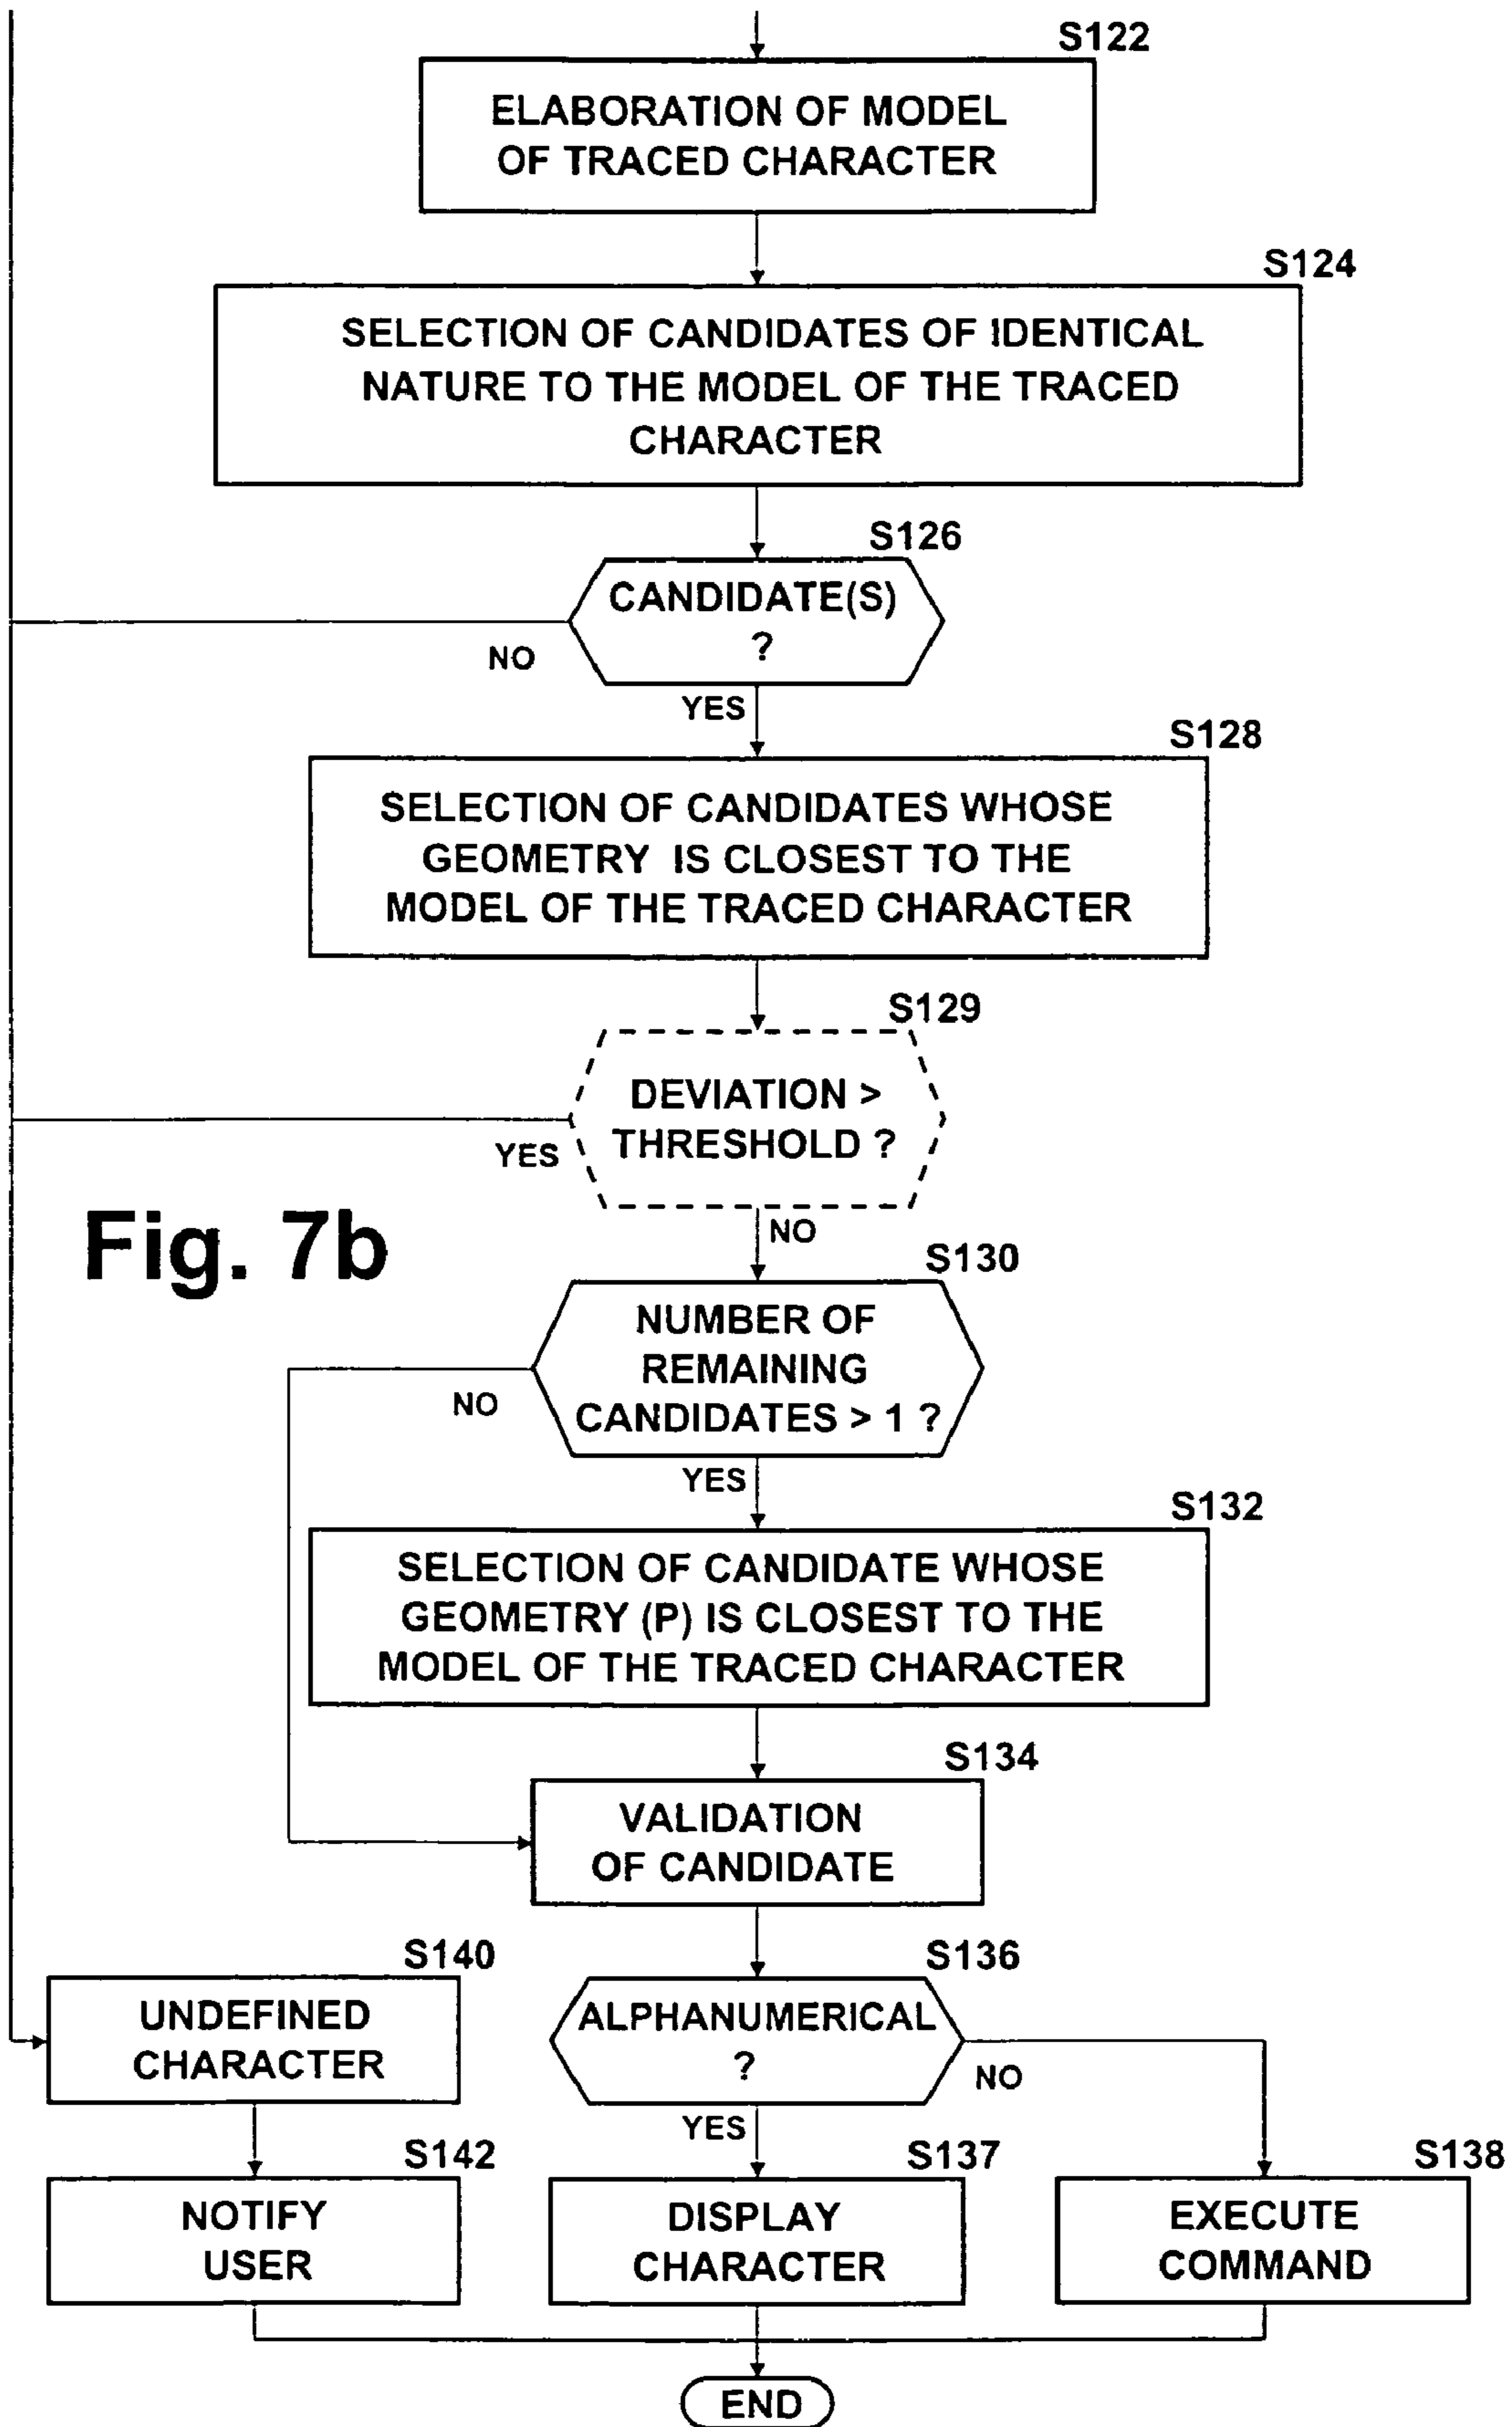 S122
ELABORATION OF MODEL
OF TRACED CHARACTER
S124
SELECTION OF CANDIDATES OF IDENTICAL
NATURE TO THE MODEL OF THE TRACED
CHARACTER
S126
CANDIDATE(S)
?
NO
YES
S128
SELECTION OF CANDIDATES WHOSE
GEOMETRY IS CLOSEST TO THE
MODEL OF THE TRACED CHARACTER
S129
DEVIATION >
THRESHOLD ?
YES
NO
Fig. 7b
S130
NUMBER OF
REMAINING
CANDIDATES > 1 ?
NO
YES
S132
SELECTION OF CANDIDATE WHOSE
GEOMETRY (P) IS CLOSEST TO THE
MODEL OF THE TRACED CHARACTER
S134
VALIDATION
OF CANDIDATE
S140
UNDEFINED
CHARACTER
S136
ALPHANUMERICAL
?
NO
YES
S142
NOTIFY
USER
S137
DISPLAY
CHARACTER
S138
EXECUTE
COMMAND
END